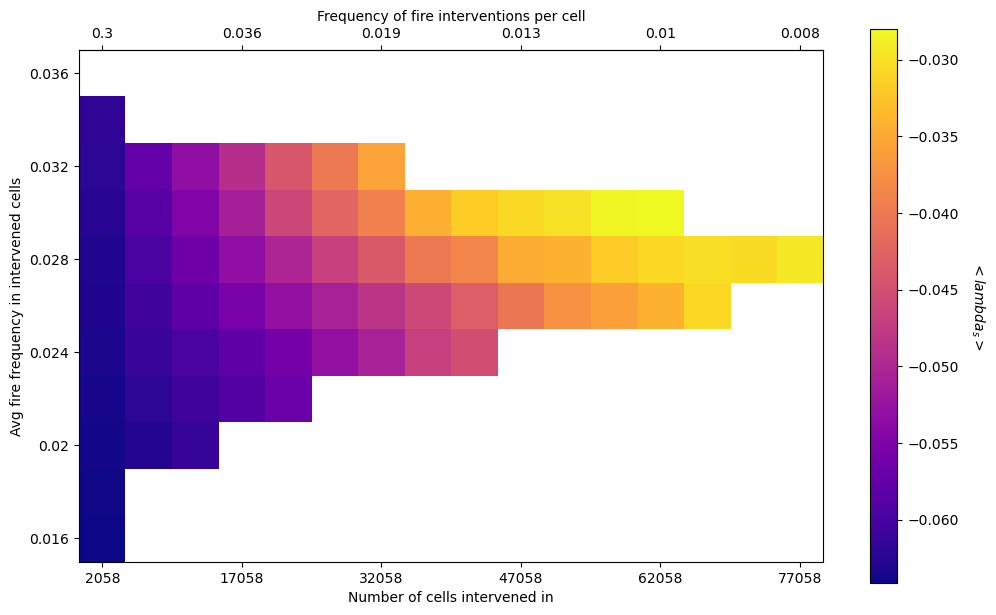 Frequency of fire interventions per cell
0.3 0.036 0.019 0.013 0.01 0.008
Avg fire frequency in intervened cells
0.036
0.032
0.028
0.024
0.02
0.016
2058 17058 32058 47058 62058 77058
Number of cells intervened in
−0.030
−0.035
−0.040
−0.045
−0.050
−0.055
−0.060
<lambda_s>